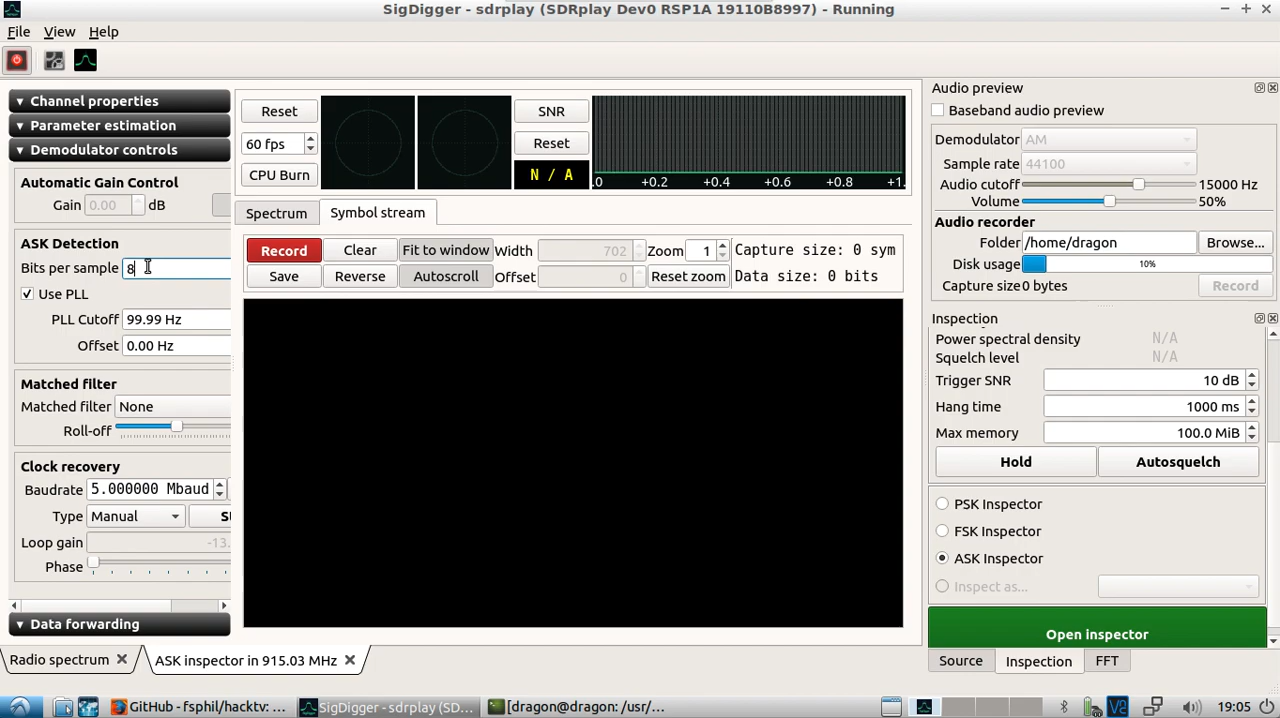 SigDigger - sdrplay (SDRplay Dev0 RSP1A 19110B8997) - Running
File View Help
Channel properties
Parameter estimation
Demodulator controls
Automatic Gain Control
Gain 0.00 dB
ASK Detection
Bits per sample 8
Use PLL
PLL Cutoff 99.99 Hz
Offset 0.00 Hz
Matched filter
Matched filter None
Roll-off
Clock recovery
Baudrate 5.000000 Mbaud
Type Manual
Loop gain -13.
Phase
Data forwarding
Reset
60 fps
CPU Burn
SNR
Reset
N / A
.0 +0.2 +0.4 +0.6 +0.8 +1.
Spectrum Symbol stream
Record Clear Fit to window Width 702 Zoom 1 Capture size: 0 sym
Save Reverse Autoscroll Offset 0 Reset zoom Data size: 0 bits
Audio preview
Baseband audio preview
Demodulator AM
Sample rate 44100
Audio cutoff 15000 Hz
Volume 50%
Audio recorder
Folder /home/dragon Browse...
Disk usage 10%
Capture size 0 bytes Record
Inspection
Power spectral density N/A
Squelch level N/A
Trigger SNR 10 dB
Hang time 1000 ms
Max memory 100.0 MiB
Hold Autosquelch
PSK Inspector
FSK Inspector
ASK Inspector
Inspect as...
Open inspector
Source Inspection FFT
Radio spectrum ASK inspector in 915.03 MHz
GitHub - fsphil/hacktv: ... SigDigger - sdrplay (SD... [dragon@dragon: /usr/... 19:05